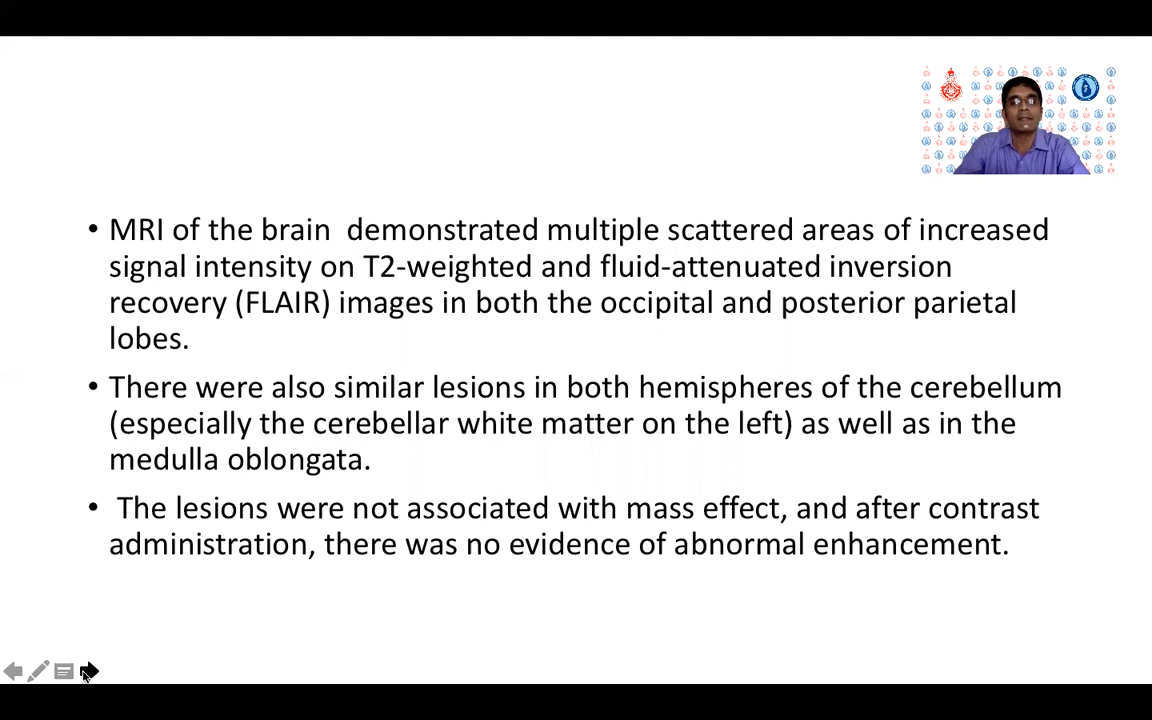 • MRI of the brain  demonstrated multiple scattered areas of increased
signal intensity on T2-weighted and fluid-attenuated inversion
recovery (FLAIR) images in both the occipital and posterior parietal
lobes.
• There were also similar lesions in both hemispheres of the cerebellum
(especially the cerebellar white matter on the left) as well as in the
medulla oblongata.
•  The lesions were not associated with mass effect, and after contrast
administration, there was no evidence of abnormal enhancement.